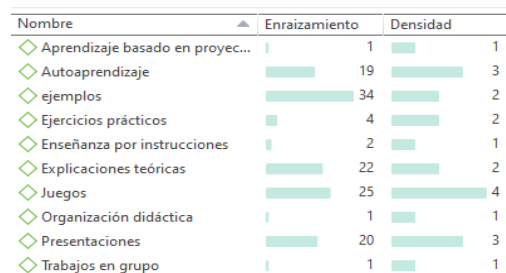 Nombre Enraizamiento Densidad
Aprendizaje basado en proyec... 1 1
Autoaprendizaje 19 3
ejemplos 34 2
Ejercicios prácticos 4 2
Enseñanza por instrucciones 2 1
Explicaciones teóricas 22 2
Juegos 25 4
Organización didáctica 1 1
Presentaciones 20 3
Trabajos en grupo 1 1